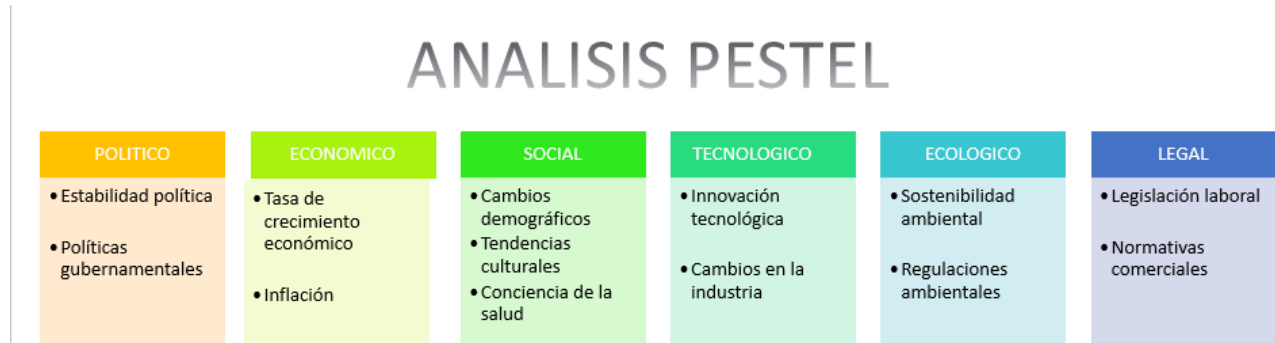 ANALISIS PESTEL
POLITICO
• Estabilidad política
• Políticas
gubernamentales
ECONOMICO
• Tasa de
crecimiento
económico
• Inflación
SOCIAL
• Cambios
demográficos
• Tendencias
culturales
• Conciencia de la
salud
TECNOLOGICO
• Innovación
tecnológica
• Cambios en la
industria
ECOLOGICO
• Sostenibilidad
ambiental
• Regulaciones
ambientales
LEGAL
• Legislación laboral
• Normativas
comerciales